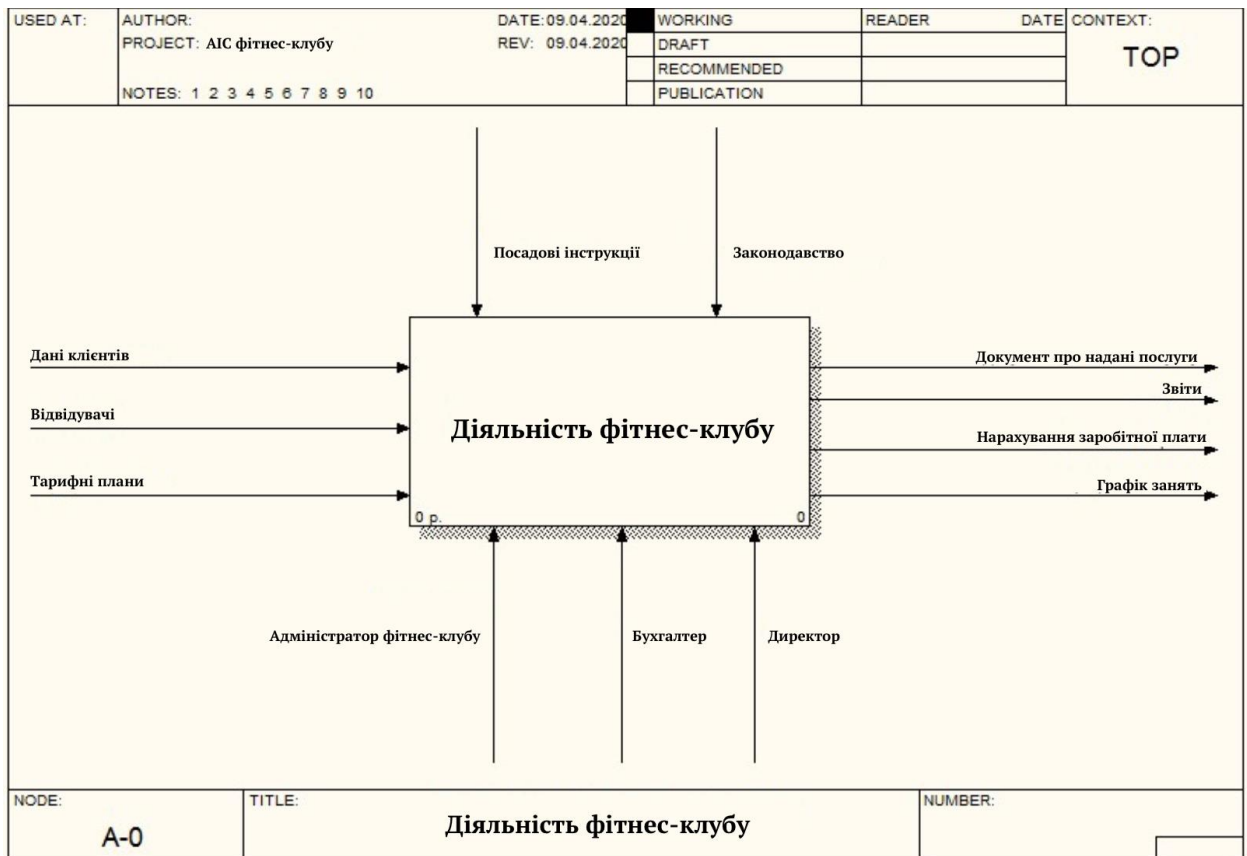 USED AT:
AUTHOR:
DATE: 09.04.2020
WORKING
READER
DATE
CONTEXT:
PROJECT: АІС фітнес-клубу
REV: 09.04.2020
DRAFT
TOP
RECOMMENDED
NOTES: 1 2 3 4 5 6 7 8 9 10
PUBLICATION
Посадові інструкції
Законодавство
Дані клієнтів
Відвідувачі
Тарифні плани
Діяльність фітнес-клубу
0 р.
0
Документ про надані послуги
Звіти
Нарахування заробітної плати
Графік занять
Адміністратор фітнес-клубу
Бухгалтер
Директор
NODE:
A-0
TITLE:
Діяльність фітнес-клубу
NUMBER: